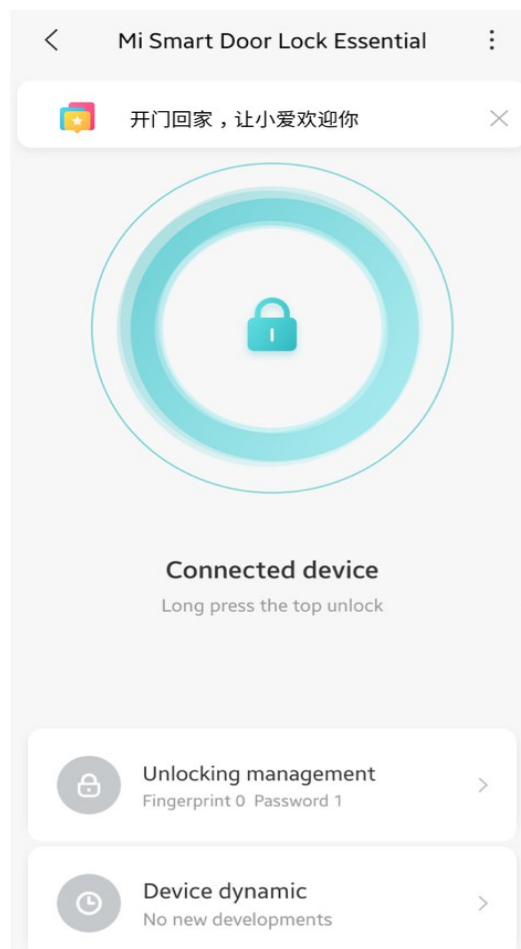 Mi Smart Door Lock Essential
开门回家，让小爱欢迎你
Connected device
Long press the top unlock
Unlocking management
Fingerprint 0 Password 1
Device dynamic
No new developments